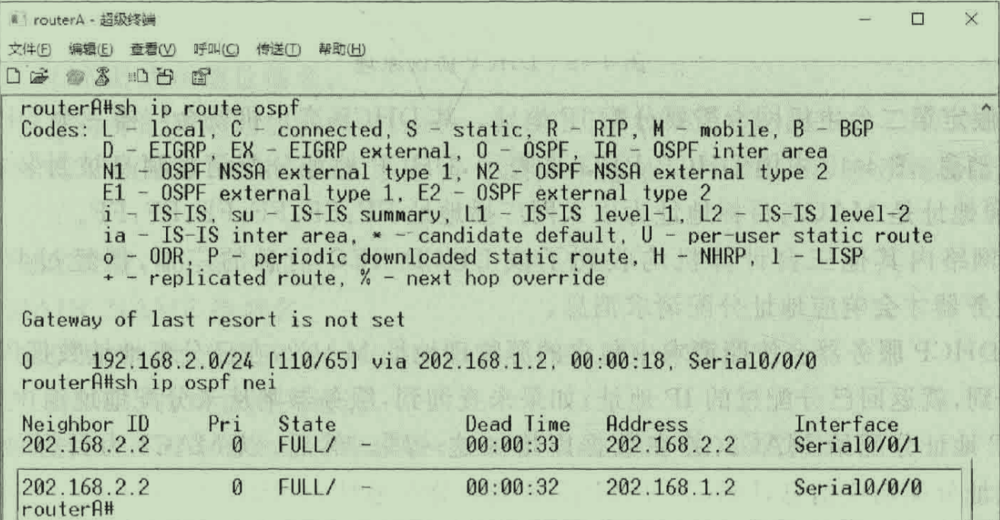 routerA - 超级终端
文件(F) 编辑(E) 查看(V) 呼叫(C) 传送(T) 帮助(H)
routerA#sh ip route ospf
Codes: L - local, C - connected, S - static, R - RIP, M - mobile, B - BGP
D - EIGRP, EX - EIGRP external, O - OSPF, IA - OSPF inter area
N1 - OSPF NSSA external type 1, N2 - OSPF NSSA external type 2
E1 - OSPF external type 1, E2 - OSPF external type 2
i - IS-IS, su - IS-IS summary, L1 - IS-IS level-1, L2 - IS-IS level-2
ia - IS-IS inter area, * - candidate default, U - per-user static route
o - ODR, P - periodic downloaded static route, H - NHRP, l - LISP
+ - replicated route, % - next hop override
Gateway of last resort is not set
O 192.168.2.0/24 [110/65] via 202.168.1.2, 00:00:18, Serial0/0/0
routerA#sh ip ospf nei
Neighbor ID Pri State Dead Time Address Interface
202.168.2.2 0 FULL/ - 00:00:33 202.168.2.2 Serial0/0/1
202.168.2.2 0 FULL/ - 00:00:32 202.168.1.2 Serial0/0/0
routerA#